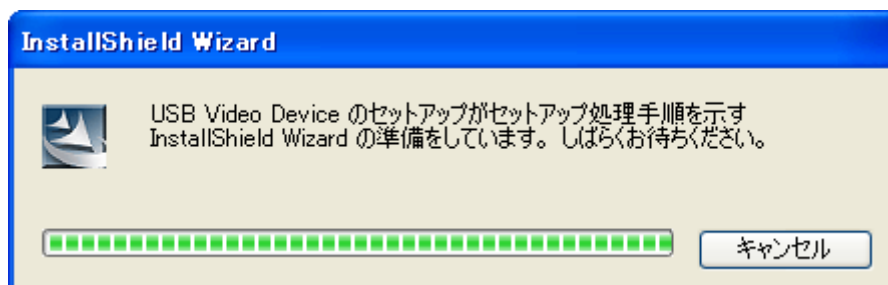 InstallShield Wizard
USB Video Device のセットアップがセットアップ処理手順を示す
InstallShield Wizard の準備をしています。しばらくお待ちください。
キャンセル